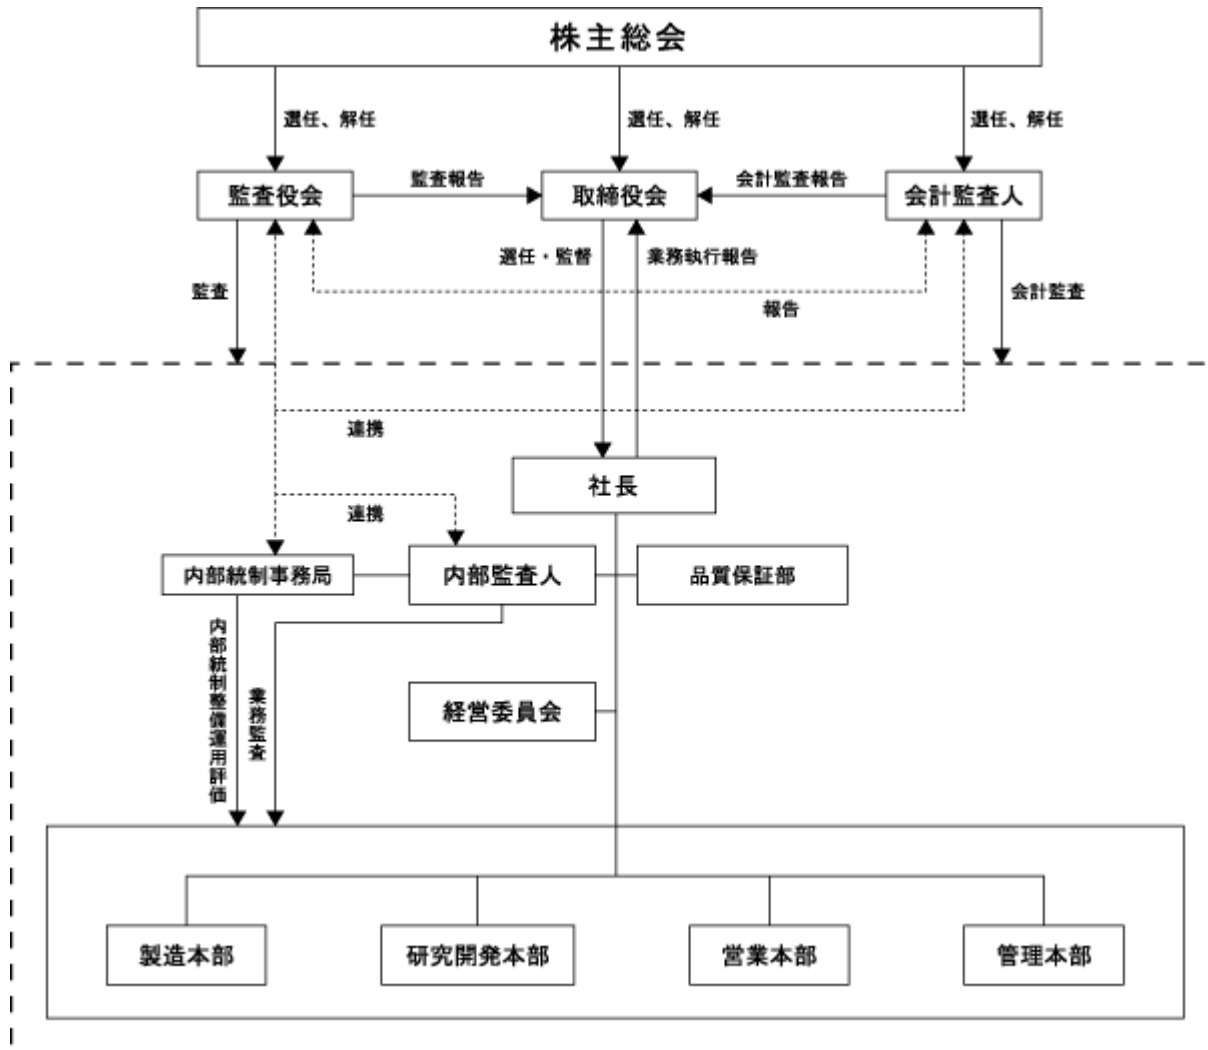 株主総会
選任、解任
選任、解任
選任、解任
監査役会
監査報告
取締役会
会計監査報告
会計監査人
選任・監督
業務執行報告
監査
会計監査
報告
連携
社長
連携
内部統制事務局
内部監査人
品質保証部
内部統制整備運用評価
業務監査
経営委員会
製造本部
研究開発本部
営業本部
管理本部